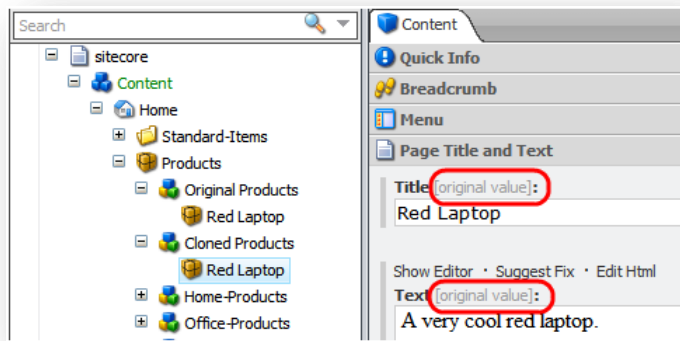 Search
sitecore
Content
Home
Standard-Items
Products
Original Products
Red Laptop
Cloned Products
Red Laptop
Home-Products
Office-Products
Content
Quick Info
Breadcrumb
Menu
Page Title and Text
Title [original value]:
Red Laptop
Show Editor · Suggest Fix · Edit Html
Text [original value]:
A very cool red laptop.